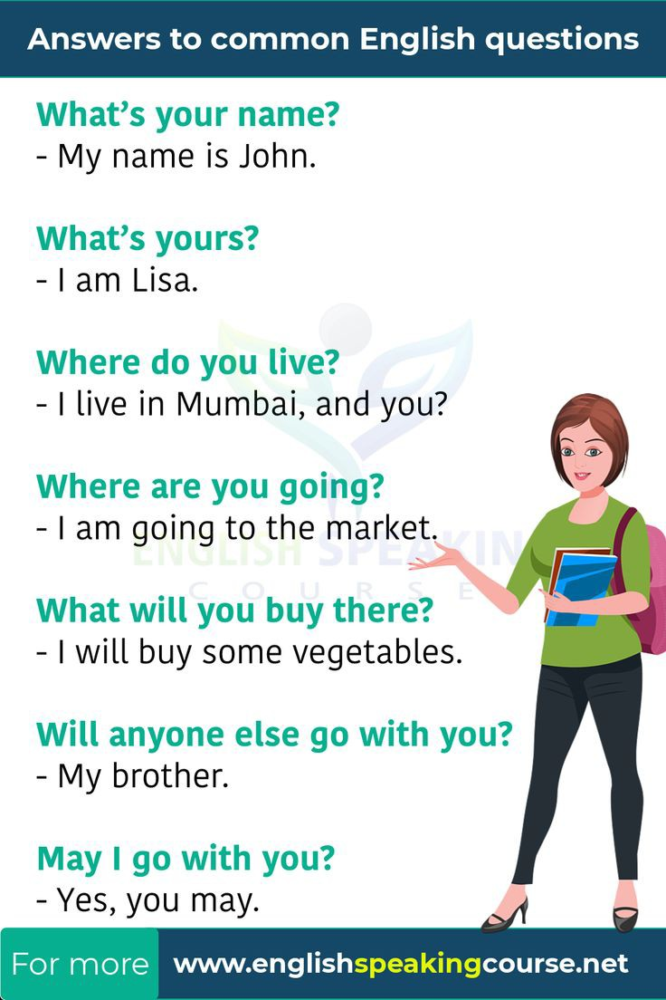 Answers to common English questions
What’s your name?
- My name is John.
What’s yours?
- I am Lisa.
Where do you live?
- I live in Mumbai, and you?
Where are you going?
- I am going to the market.
ENGLISH SPEAKIN
COURSE
What will you buy there?
- I will buy some vegetables.
Will anyone else go with you?
- My brother.
May I go with you?
- Yes, you may.
For more
www.englishspeakingcourse.net